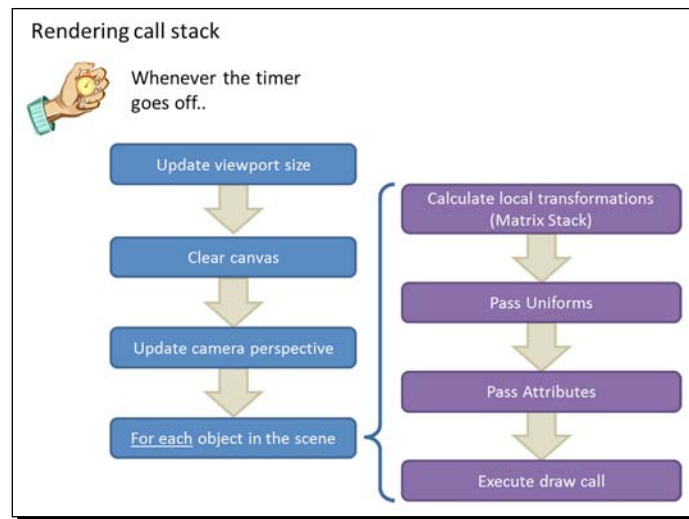 Rendering call stack
Whenever the timer
goes off..
Update viewport size
Clear canvas
Update camera perspective
For each object in the scene
Calculate local transformations
(Matrix Stack)
Pass Uniforms
Pass Attributes
Execute draw call